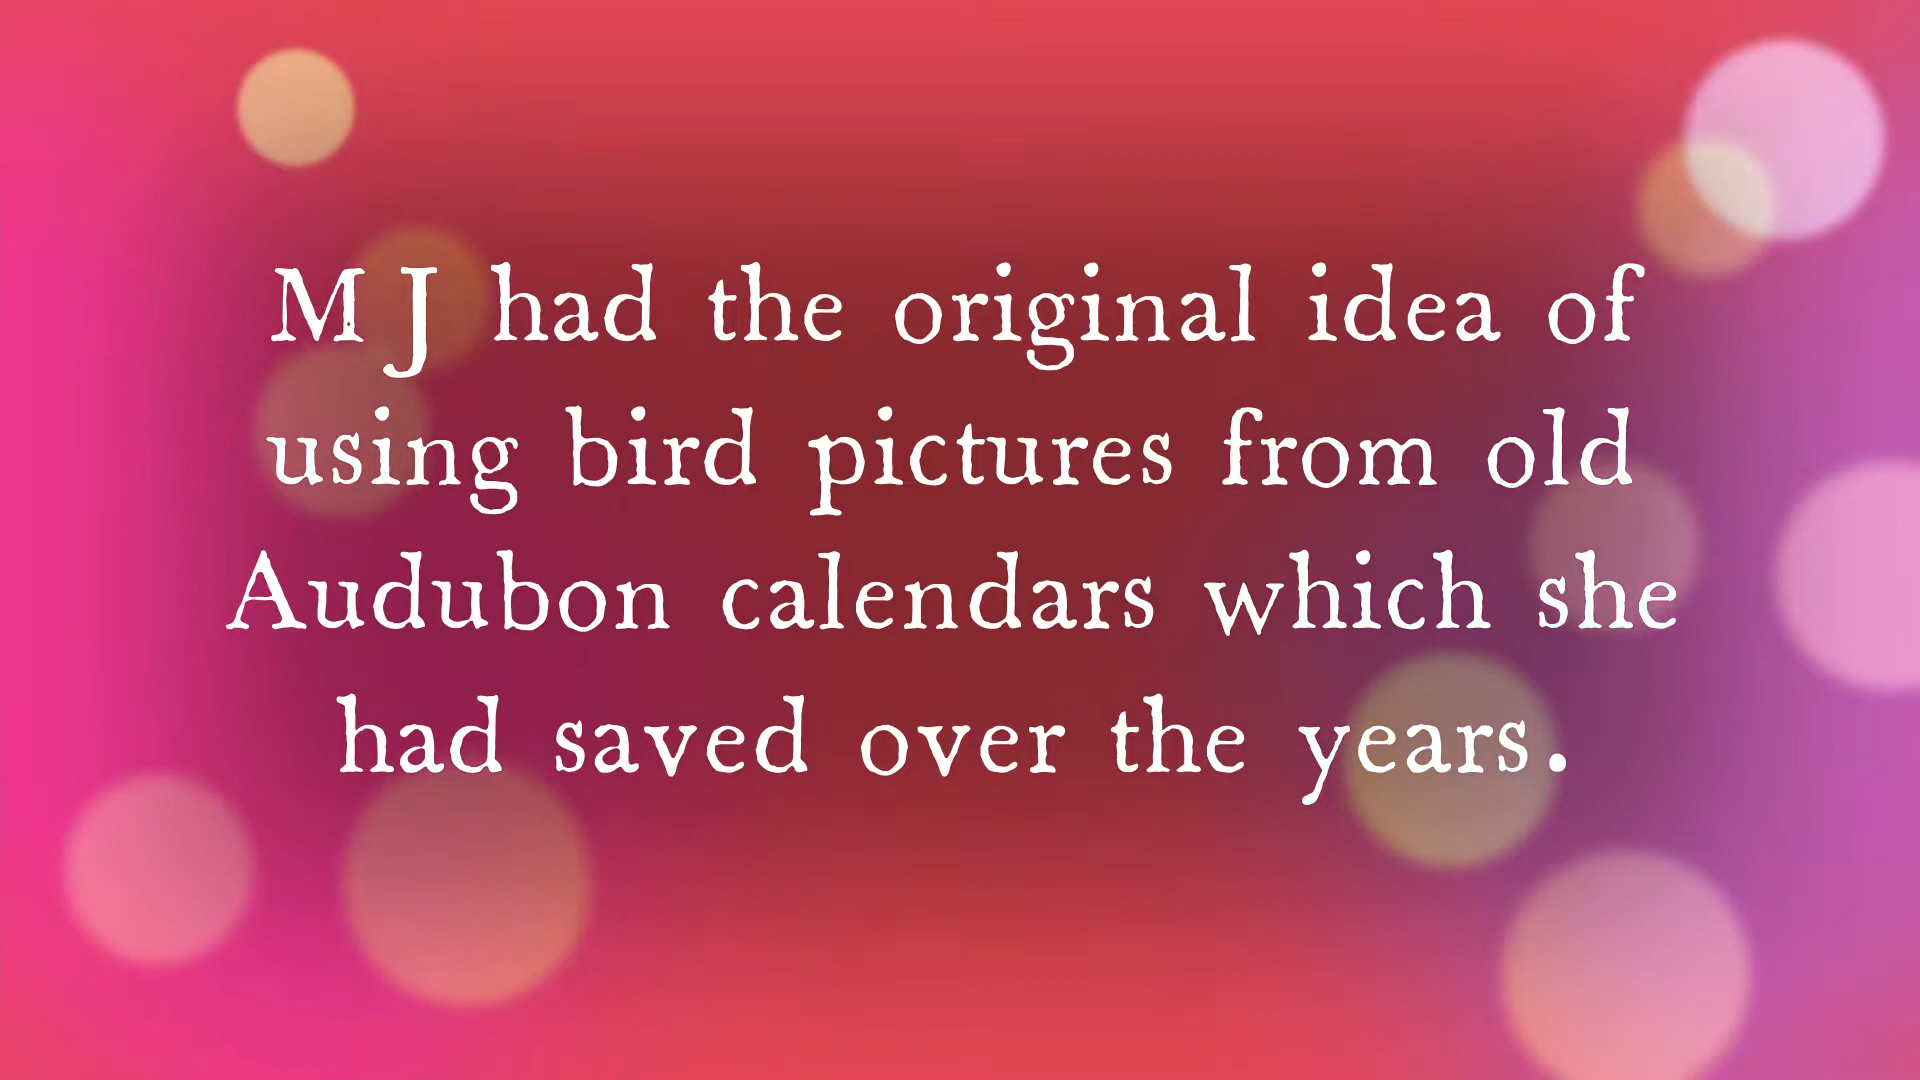 M J had the original idea of
using bird pictures from old
Audubon calendars which she
had saved over the years.